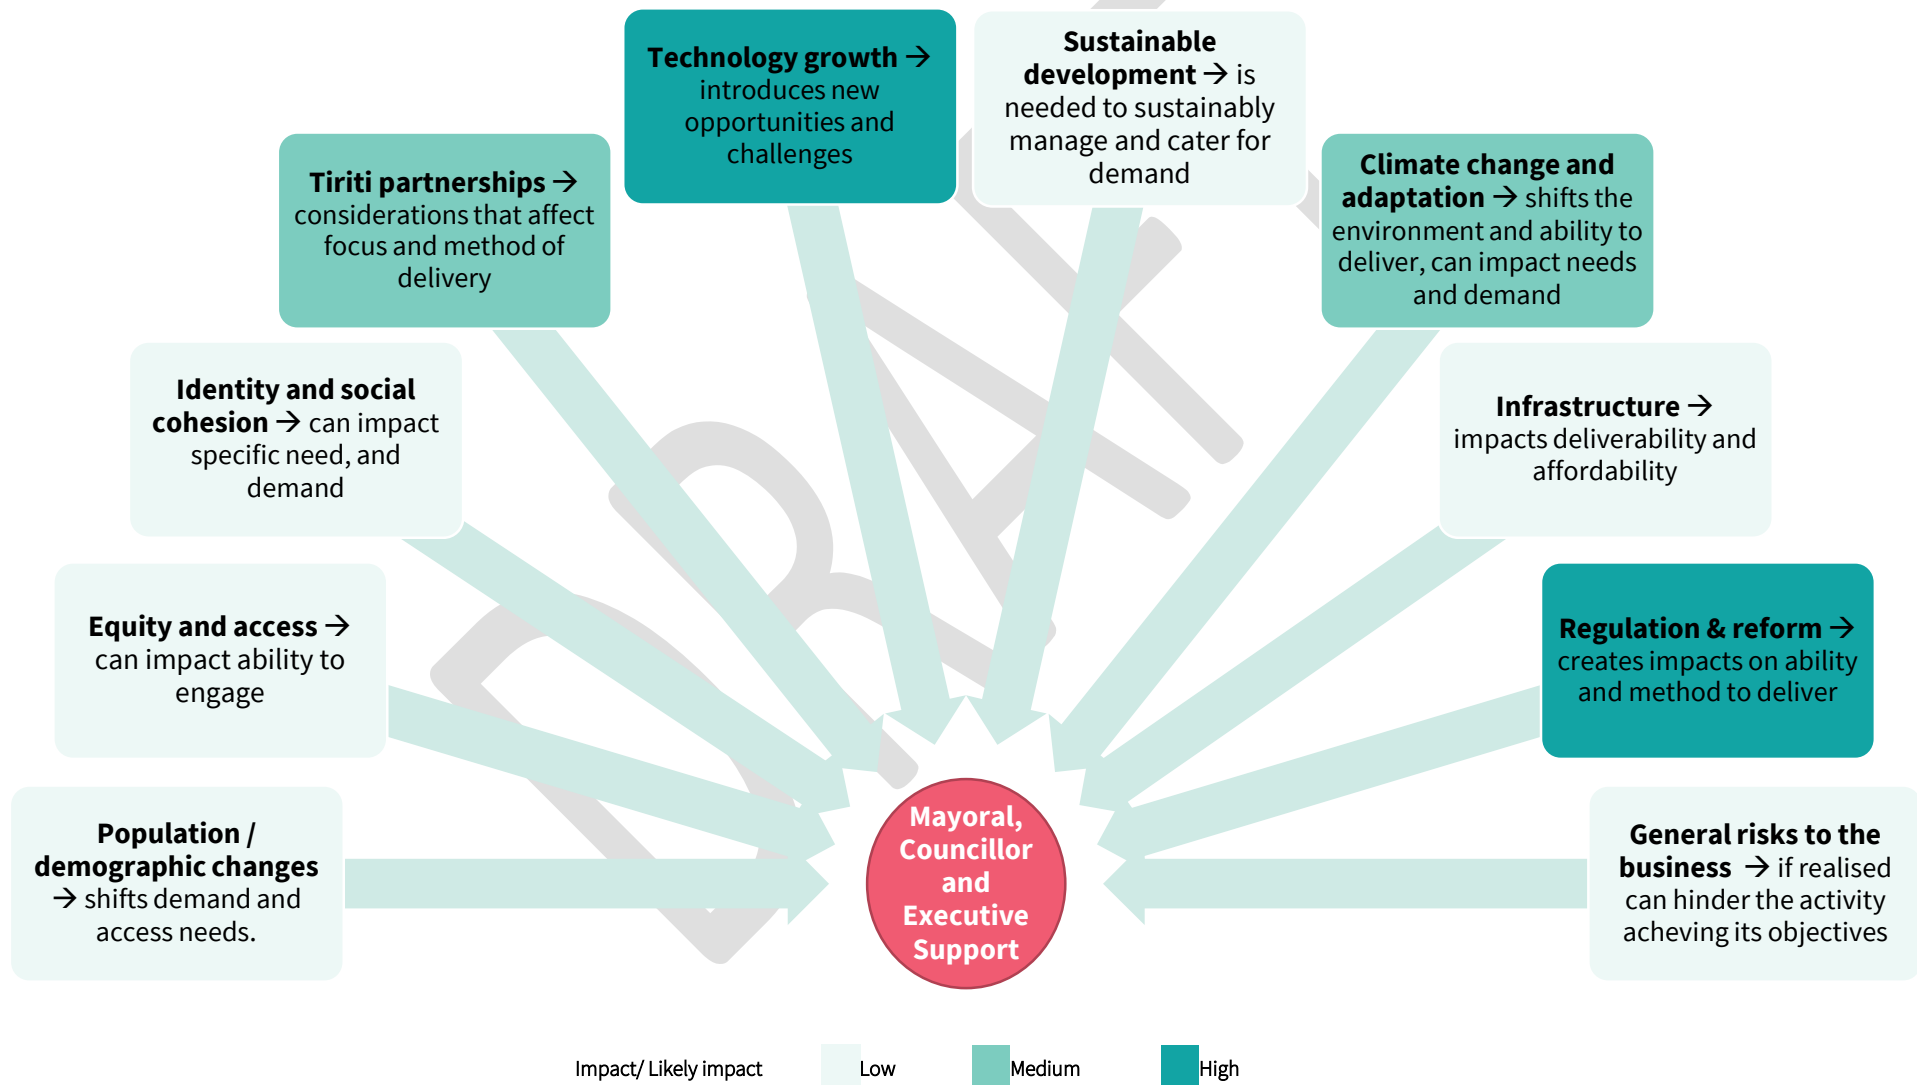 Technology growth →
introduces new
opportunities and
challenges
Sustainable
development → is
needed to sustainably
manage and cater for
demand
Tiriti partnerships →
considerations that affect
focus and method of
delivery
Climate change and
adaptation → shifts the
environment and ability to
deliver, can impact needs
and demand
Identity and social
cohesion → can impact
specific need, and
demand
Infrastructure →
impacts deliverability and
affordability
Equity and access →
can impact ability to
engage
Regulation & reform →
creates impacts on ability
and method to deliver
Population /
demographic changes
→ shifts demand and
access needs.
Mayoral,
Councillor
and
Executive
Support
General risks to the
business → if realised
can hinder the activity
acheving its objectives
Impact/ Likely impact
Low
Medium
High
DRAFT